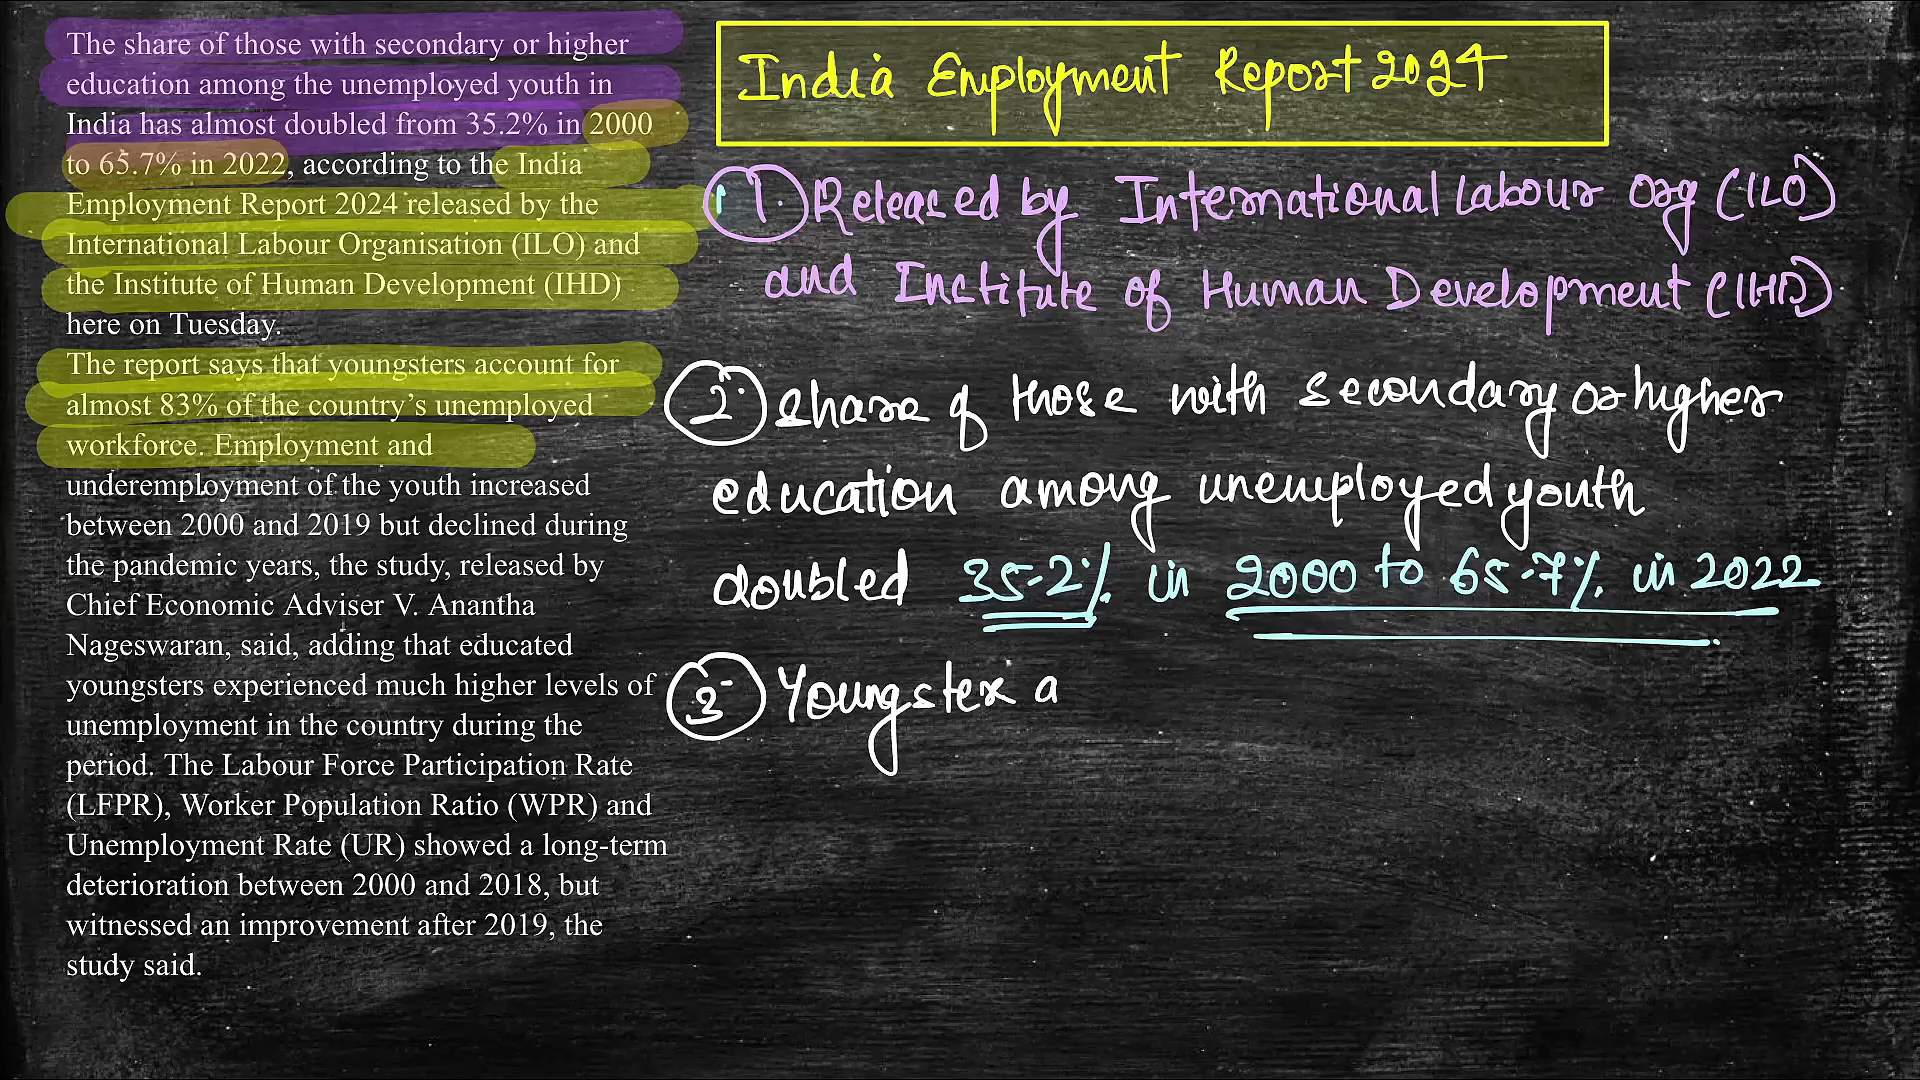 The share of those with secondary or higher
education among the unemployed youth in
India has almost doubled from 35.2% in 2000
to 65.7% in 2022, according to the India
Employment Report 2024 released by the
International Labour Organisation (ILO) and
the Institute of Human Development (IHD)
here on Tuesday.
The report says that youngsters account for
almost 83% of the country’s unemployed
workforce. Employment and
underemployment of the youth increased
between 2000 and 2019 but declined during
the pandemic years, the study, released by
Chief Economic Adviser V. Anantha
Nageswaran, said, adding that educated
youngsters experienced much higher levels of
unemployment in the country during the
period. The Labour Force Participation Rate
(LFPR), Worker Population Ratio (WPR) and
Unemployment Rate (UR) showed a long-term
deterioration between 2000 and 2018, but
witnessed an improvement after 2019, the
study said.
India Employment Report 2024
1. Released by International Labour Org (ILO)
and Institute of Human Development (IHD)
2. Share of those with secondary or higher
education among unemployed youth
doubled 35.2% in 2000 to 65.7% in 2022
3. Youngster a